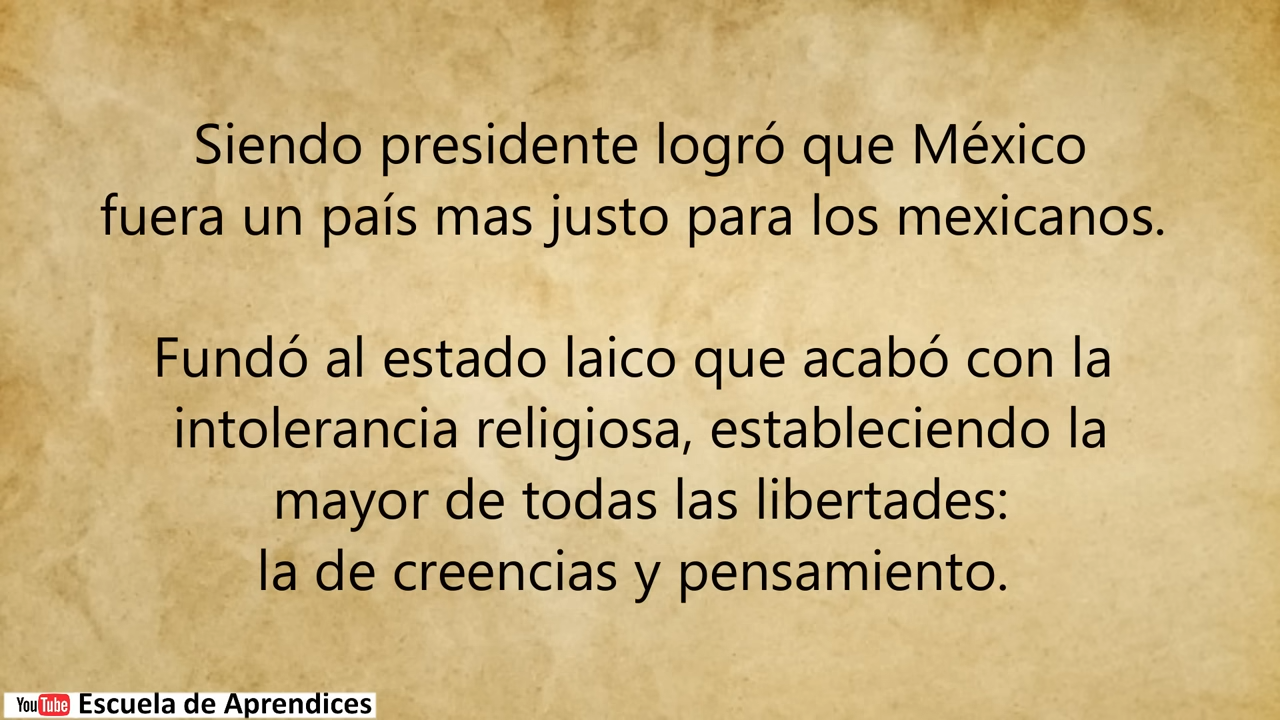 Siendo presidente logró que México
fuera un país mas justo para los mexicanos.
Fundó al estado laico que acabó con la
intolerancia religiosa, estableciendo la
mayor de todas las libertades:
la de creencias y pensamiento.
YouTube Escuela de Aprendices